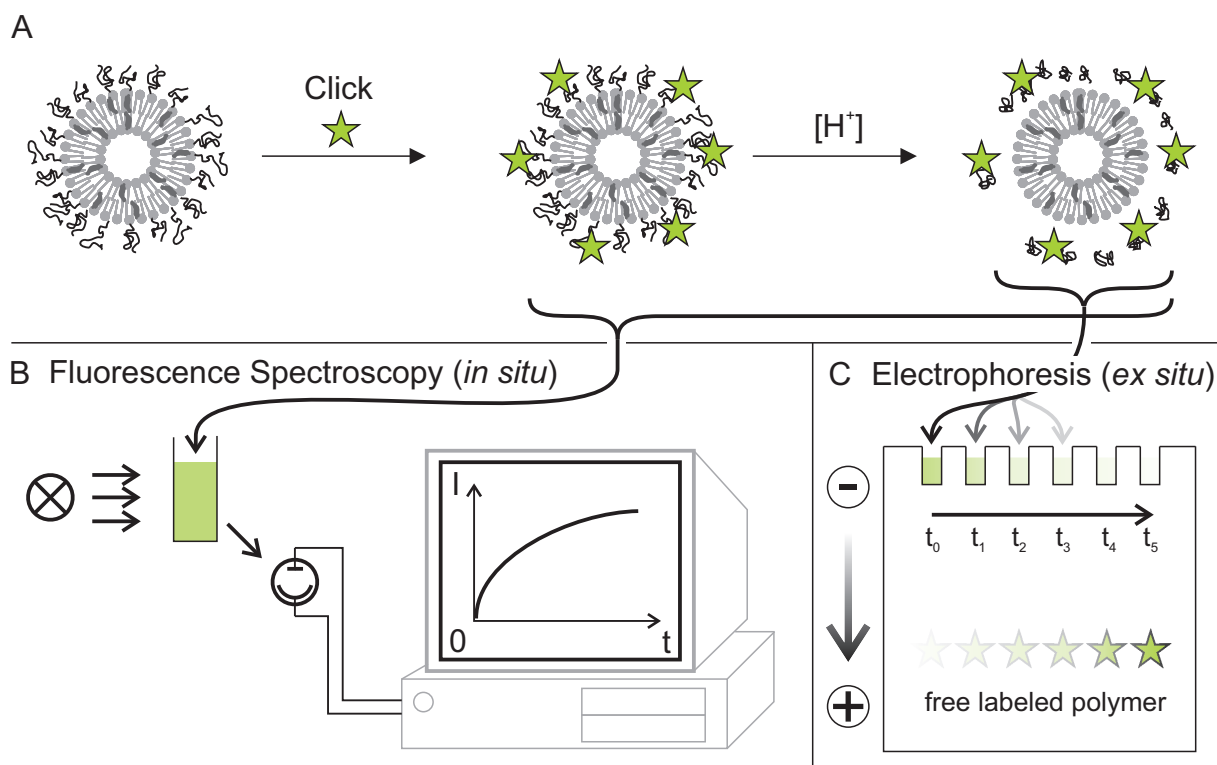 A
Click
[H⁺]
B Fluorescence Spectroscopy (in situ)
I
0
t
C Electrophoresis (ex situ)
-
t₀ t₁ t₂ t₃ t₄ t₅
+
free labeled polymer